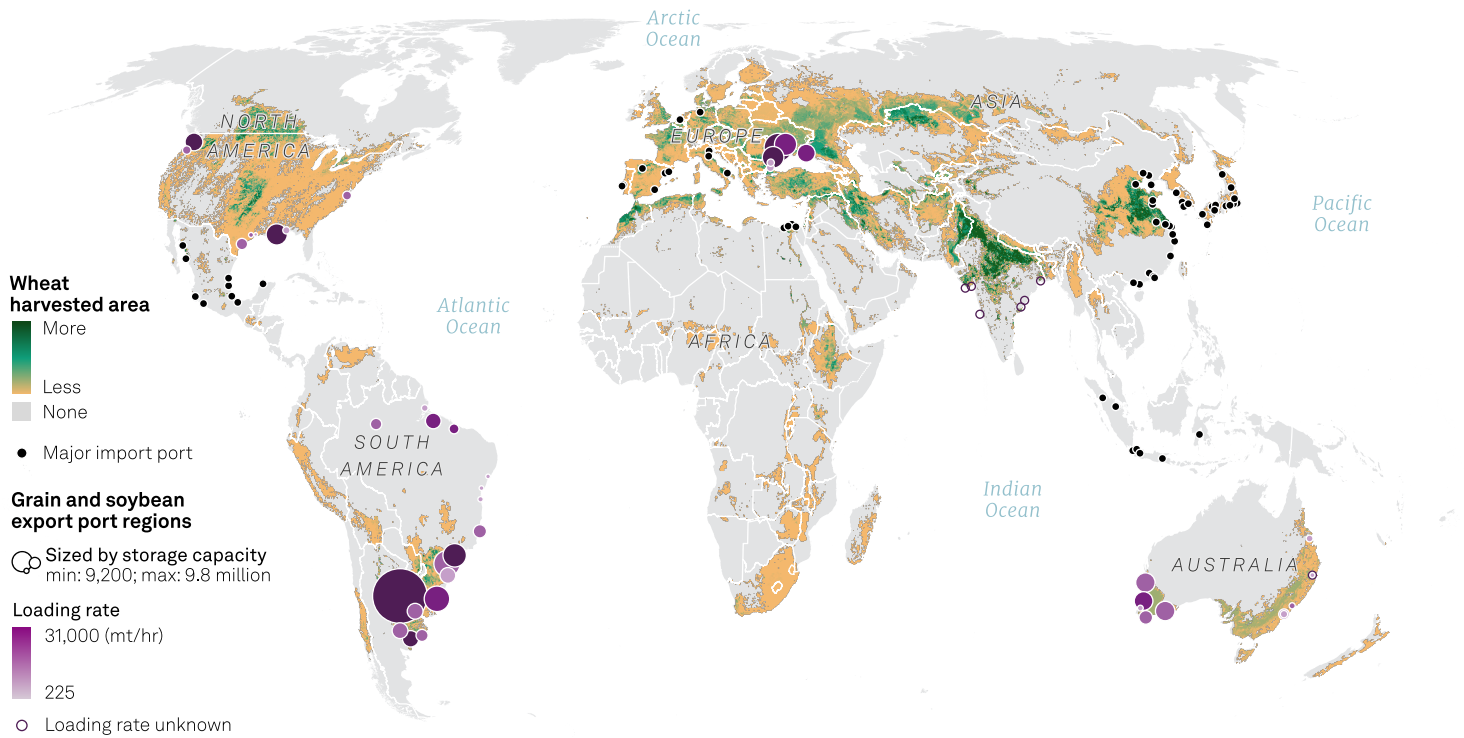 Arctic
Ocean
ASIA
NORTH
AMERICA
EUROPE
Pacific
Ocean
Atlantic
Ocean
AFRICA
SOUTH
AMERICA
Indian
Ocean
AUSTRALIA
Wheat
harvested area
More
Less
None
Major import port
Grain and soybean
export port regions
Sized by storage capacity
min: 9,200; max: 9.8 million
Loading rate
31,000 (mt/hr)
225
Loading rate unknown